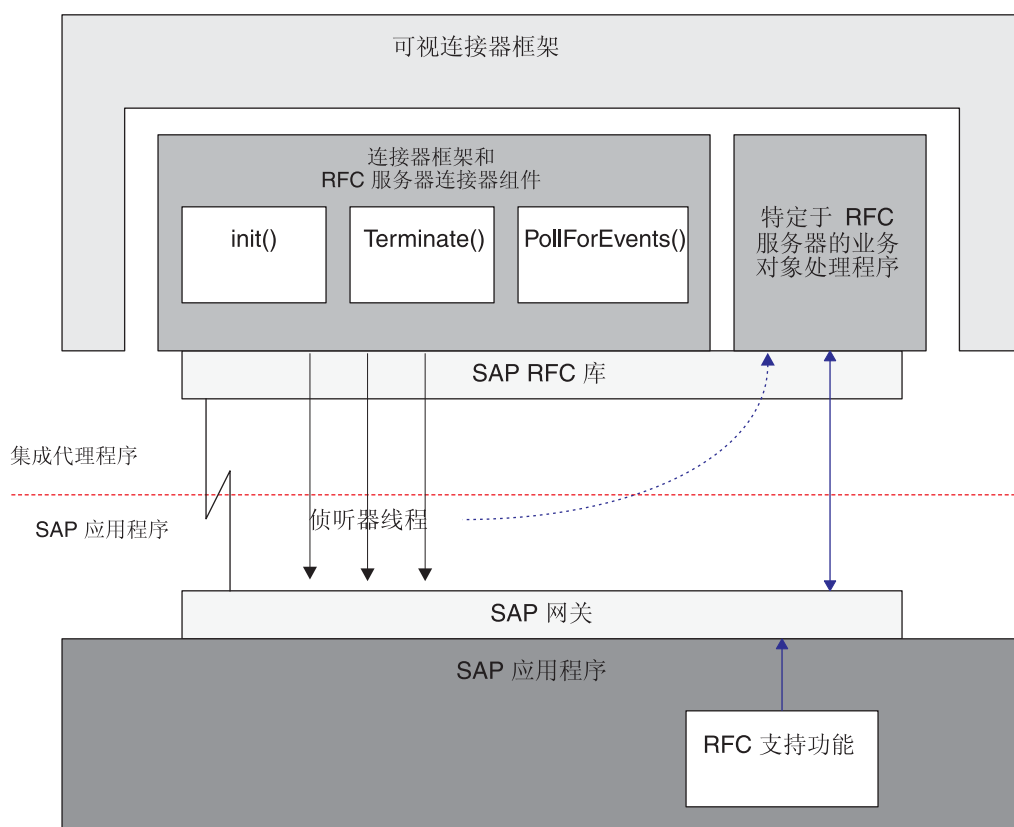 可视连接器框架
连接器框架和
RFC 服务器连接器组件
init()
Terminate()
PollForEvents()
特定于 RFC
服务器的业务
对象处理程序
SAP RFC 库
集成代理程序
侦听器线程
SAP 应用程序
SAP 网关
SAP 应用程序
RFC 支持功能